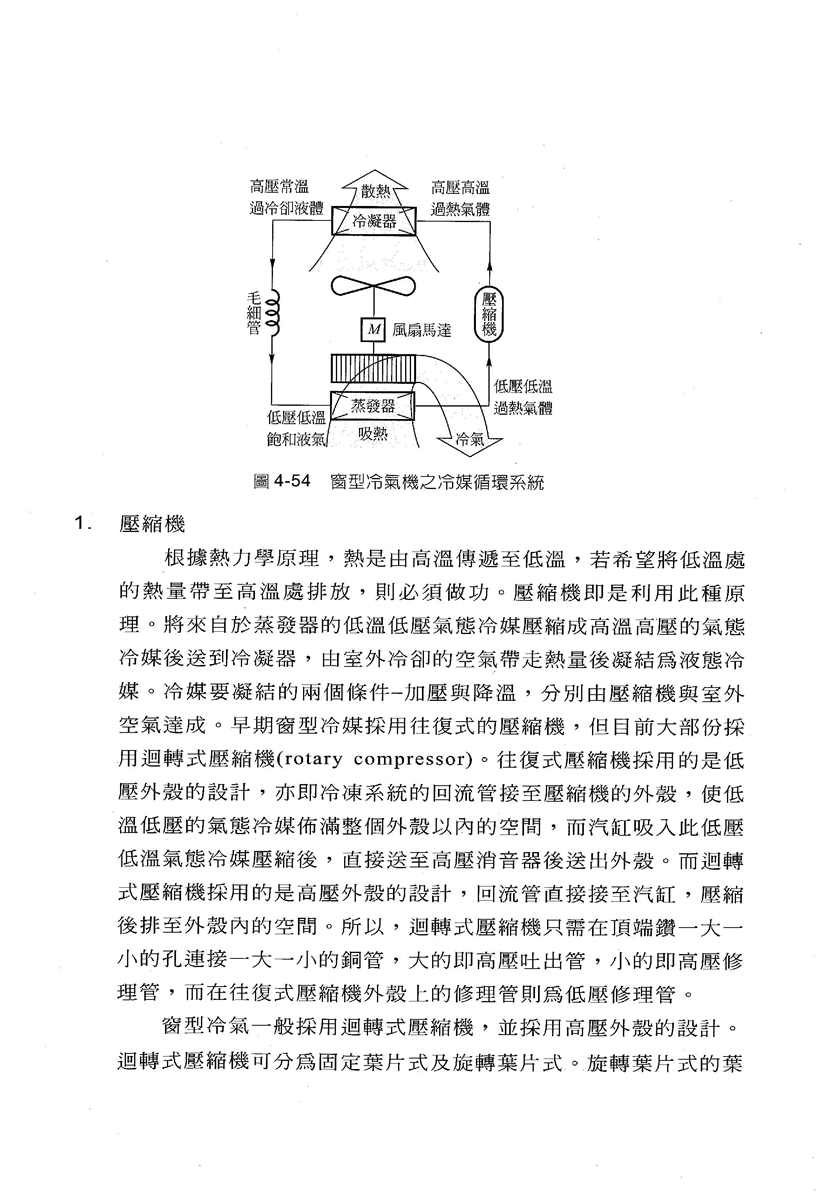 高壓常溫
過冷卻液體
散熱
冷凝器
高壓高溫
過熱氣體
毛細管
壓縮機
M 風扇馬達
低壓低溫
飽和液氣
蒸發器
吸熱
低壓低溫
過熱氣體
冷氣
圖 4-54 窗型冷氣機之冷媒循環系統
1. 壓縮機
根據熱力學原理，熱是由高溫傳遞至低溫，若希望將低溫處
的熱量帶至高溫處排放，則必須做功。壓縮機即是利用此種原
理。將來自於蒸發器的低溫低壓氣態冷媒壓縮成高溫高壓的氣態
冷媒後送到冷凝器，由室外冷卻的空氣帶走熱量後凝結爲液態冷
媒。冷媒要凝結的兩個條件–加壓與降溫，分別由壓縮機與室外
空氣達成。早期窗型冷媒採用往復式的壓縮機，但目前大部份採
用迴轉式壓縮機(rotary compressor)。往復式壓縮機採用的是低
壓外殼的設計，亦即冷凍系統的回流管接至壓縮機的外殼，使低
溫低壓的氣態冷媒佈滿整個外殼以內的空間，而汽缸吸入此低壓
低溫氣態冷媒壓縮後，直接送至高壓消音器後送出外殼。而迴轉
式壓縮機採用的是高壓外殼的設計，回流管直接接至汽缸，壓縮
後排至外殼內的空間。所以，迴轉式壓縮機只需在頂端鑽一大一
小的孔連接一大一小的銅管，大的即高壓吐出管，小的即高壓修
理管，而在往復式壓縮機外殼上的修理管則爲低壓修理管。
窗型冷氣一般採用迴轉式壓縮機，並採用高壓外殼的設計。
迴轉式壓縮機可分爲固定葉片式及旋轉葉片式。旋轉葉片式的葉